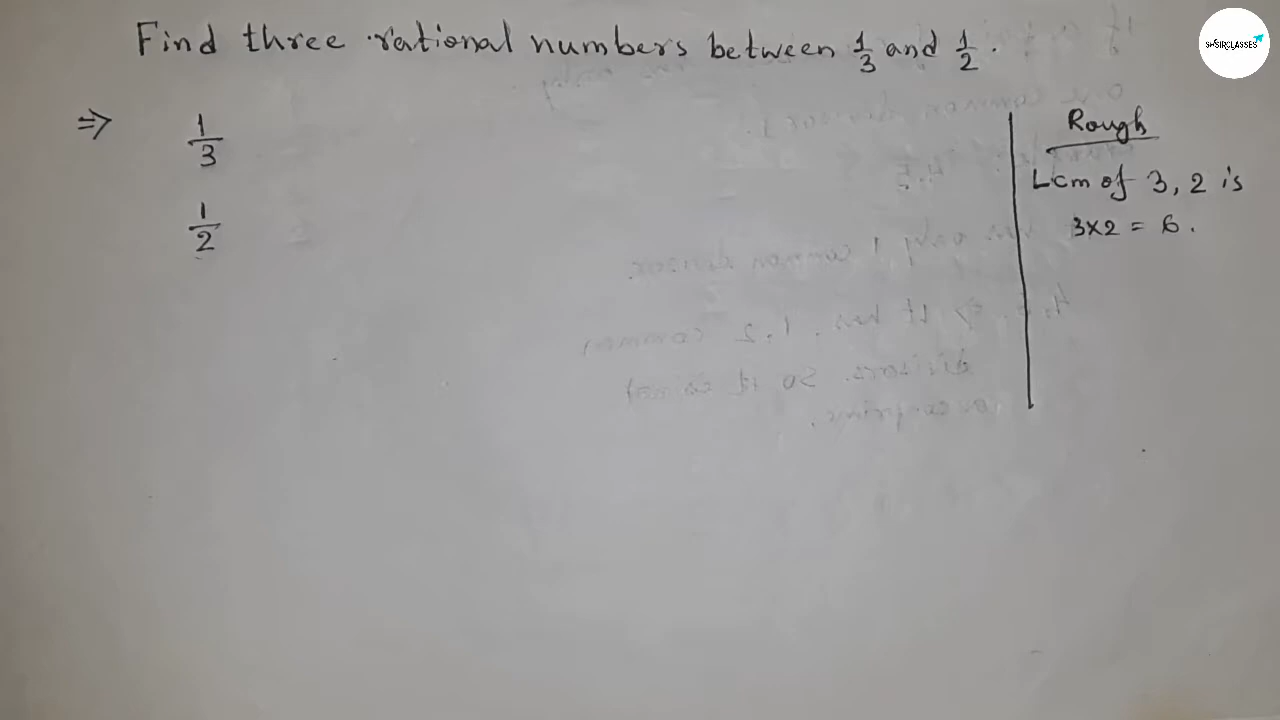 Find three rational numbers between 1/3 and 1/2.
SHSIRCLASSES
⇒ 1/3
1/2
Rough
Lcm of 3, 2 is
3×2 = 6.